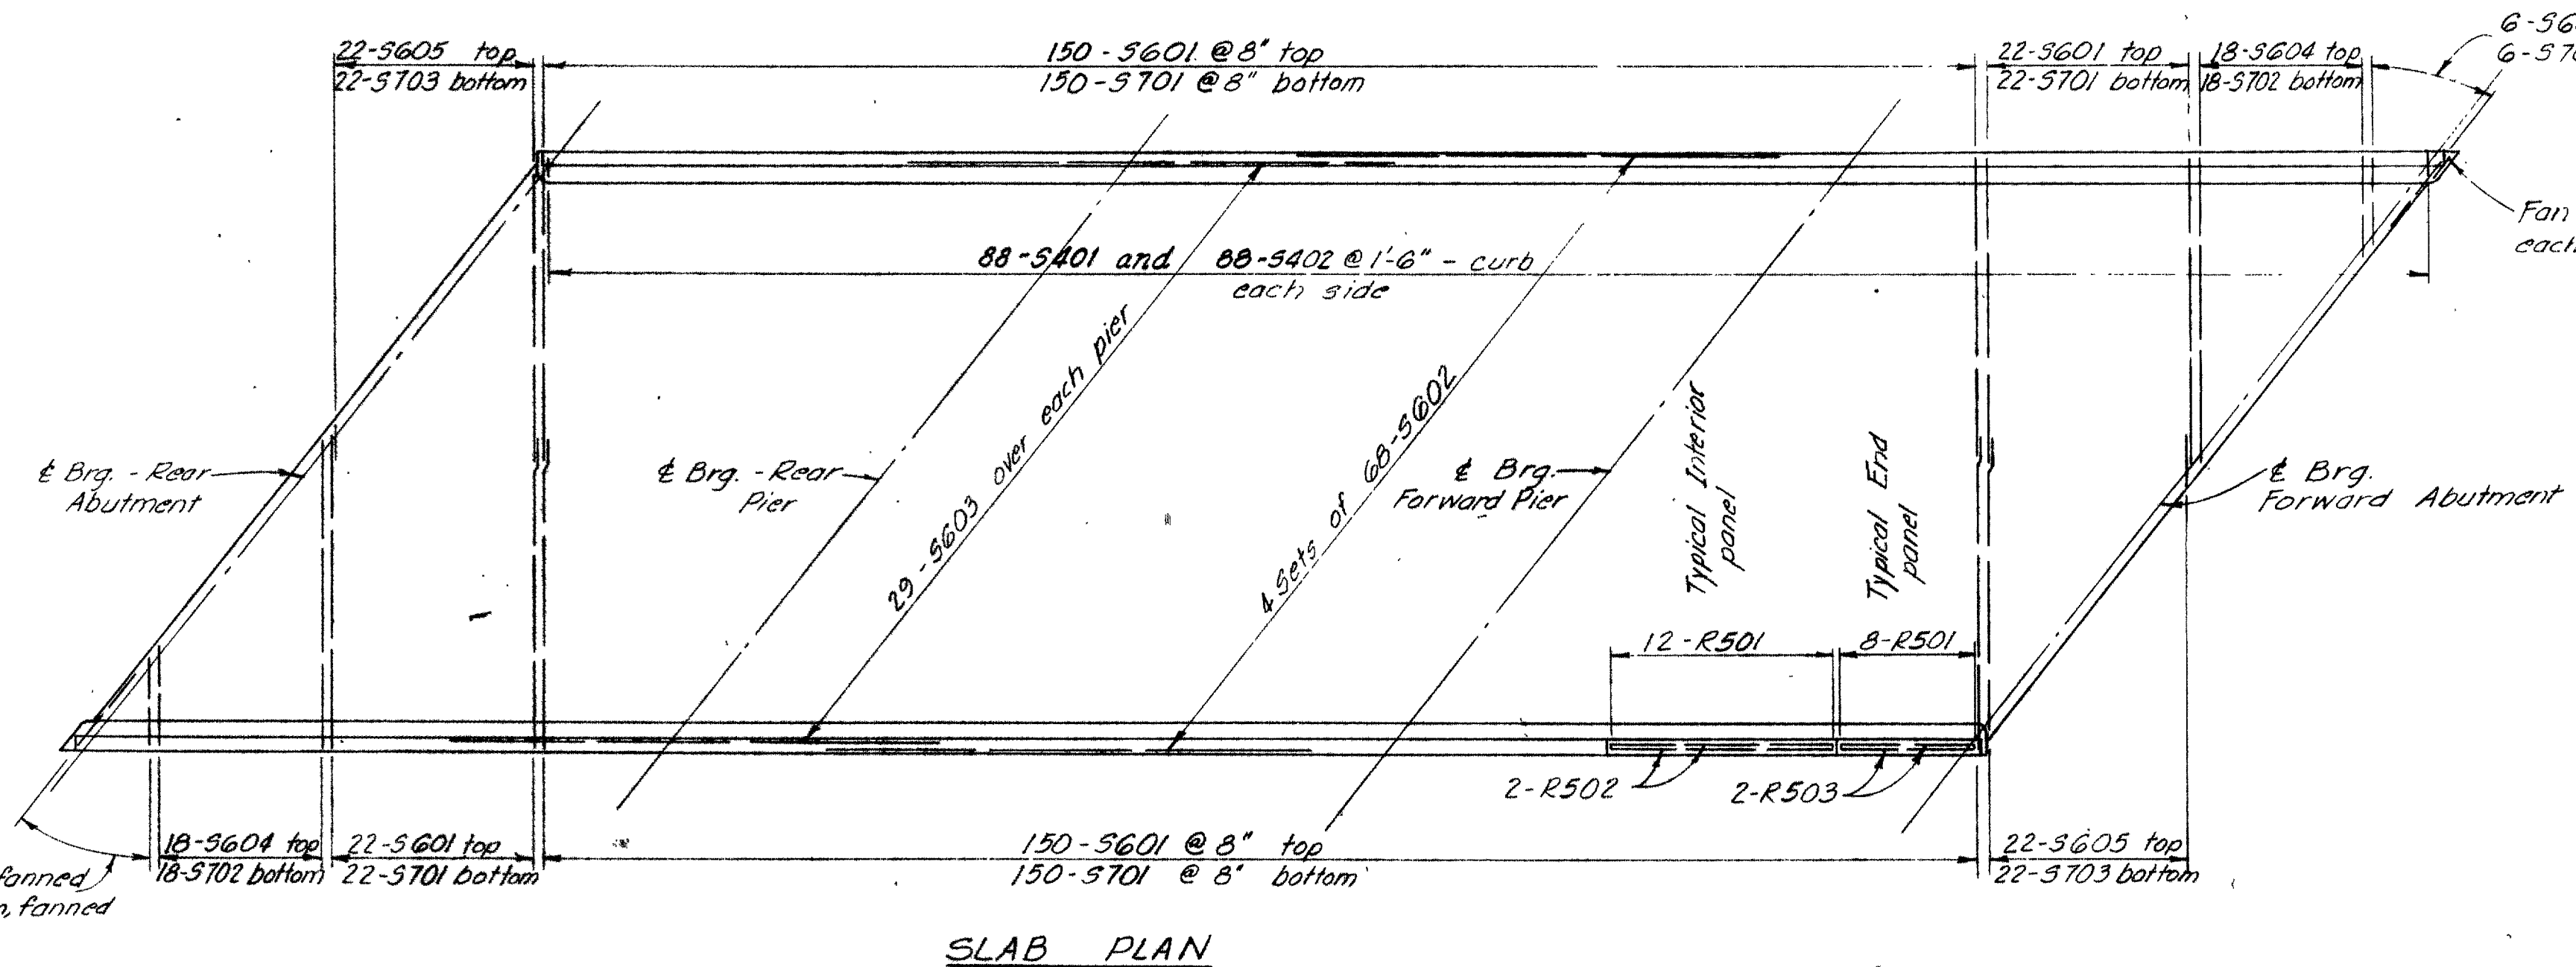 22-S605 top
22-S703 bottom
150-S601 @ 8" top
150-S701 @ 8" bottom
22-S601 top
22-S701 bottom
18-S604 top
18-S702 bottom
88-S401 and 88-S402 @ 1'-6" - curb
each side
Fan
29-S603 over each pier
4 Sets of 68-S602
Typical Interior
panel
Typical End
panel
℄ Brg. - Rear
Abutment
℄ Brg. - Rear
Pier
℄ Brg.
Forward Pier
℄ Brg.
Forward Abutment
12-R501
8-R501
2-R502
2-R503
fanned
fanned
18-S604 top
18-S702 bottom
22-S601 top
22-S701 bottom
150-S601 @ 8" top
150-S701 @ 8" bottom
22-S605 top
22-S703 bottom
SLAB PLAN